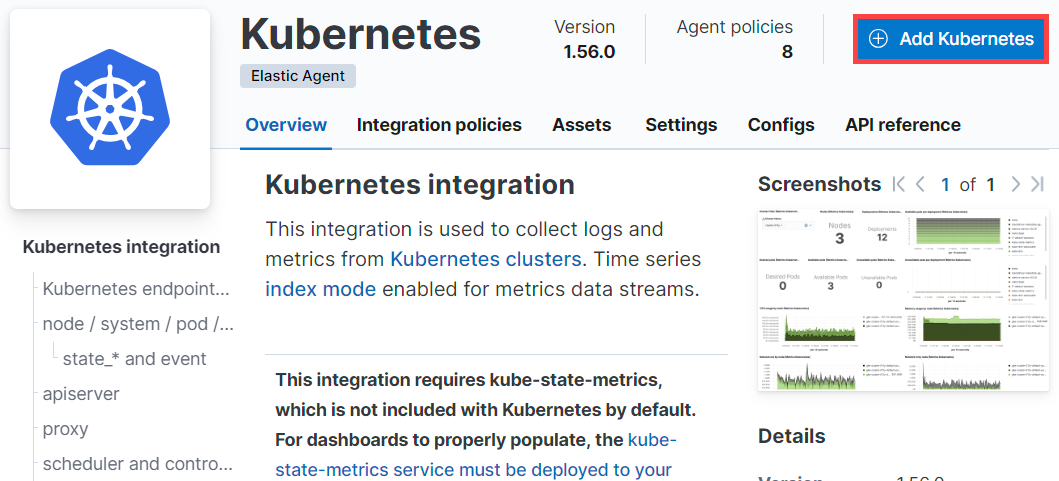 Kubernetes
Elastic Agent
Version
1.56.0
Agent policies
8
Add Kubernetes
Overview
Integration policies
Assets
Settings
Configs
API reference
Kubernetes integration
Kubernetes endpoint...
node / system / pod /...
state_* and event
apiserver
proxy
scheduler and contro...
Kubernetes integration
This integration is used to collect logs and
metrics from Kubernetes clusters. Time series
index mode enabled for metrics data streams.
This integration requires kube-state-metrics,
which is not included with Kubernetes by default.
For dashboards to properly populate, the kube-
state-metrics service must be deployed to your
Screenshots
1 of 1
Nodes
3
Deployments
12
Desired Pods
0
Available Pods
3
Unavailable Pods
0
Details
Version
1.56.0